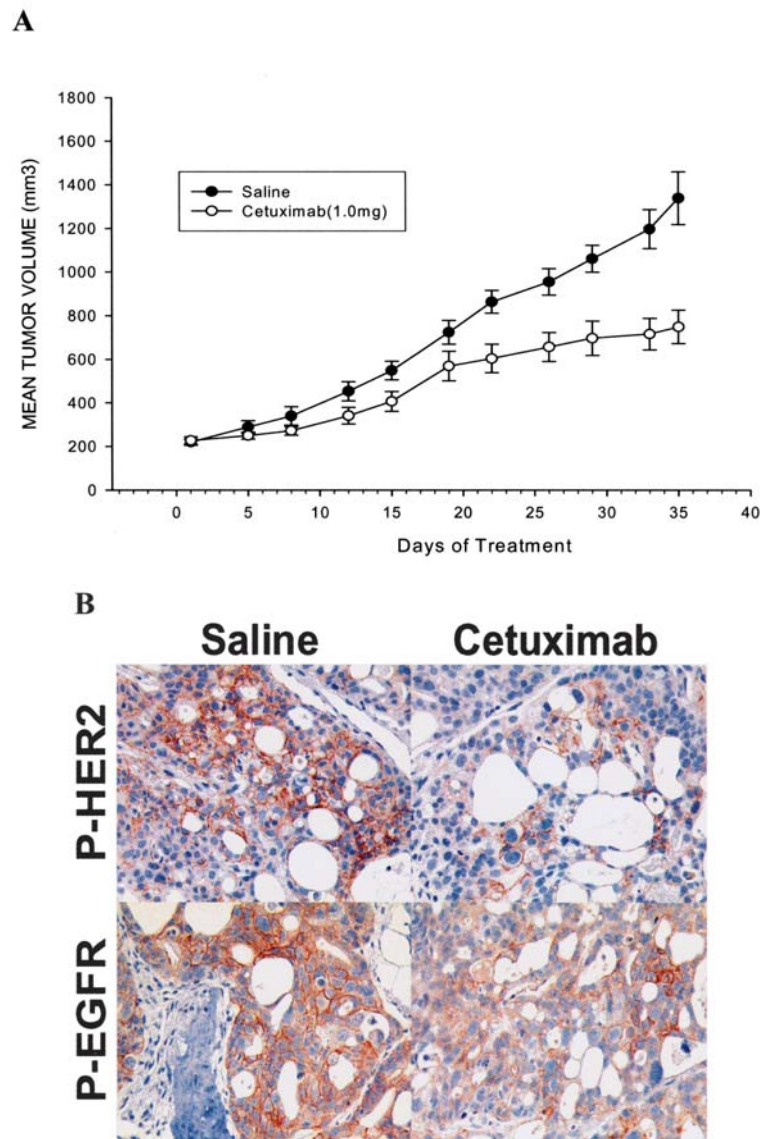 A
MEAN TUMOR VOLUME (mm3)
1800
1600
1400
1200
1000
800
600
400
200
0
Saline
Cetuximab(1.0mg)
0 5 10 15 20 25 30 35 40
Days of Treatment
B
Saline Cetuximab
P-HER2
P-EGFR